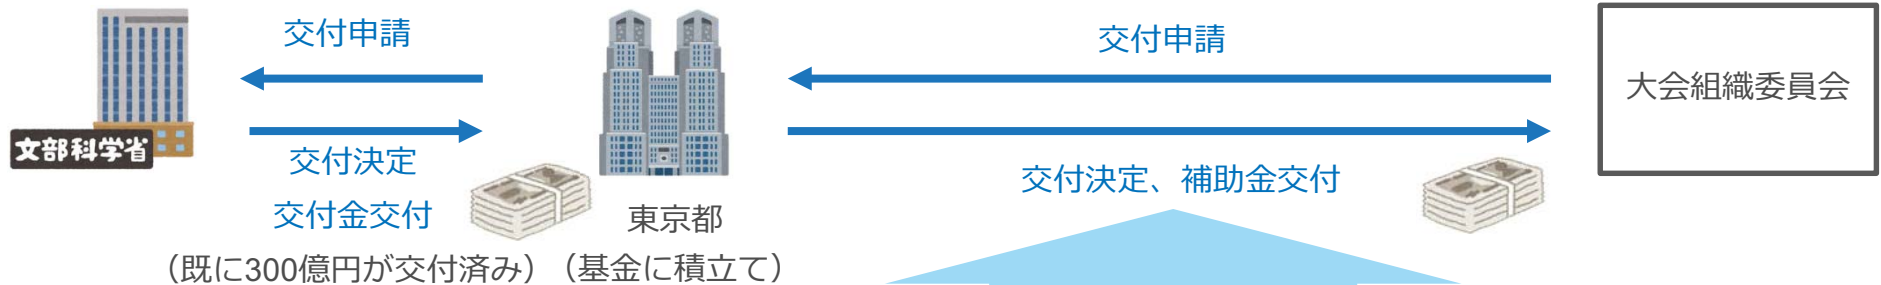 交付申請
交付申請
大会組織委員会
文部科学省
交付決定
交付金交付
交付決定、補助金交付
東京都
（既に300億円が交付済み）（基金に積立て）